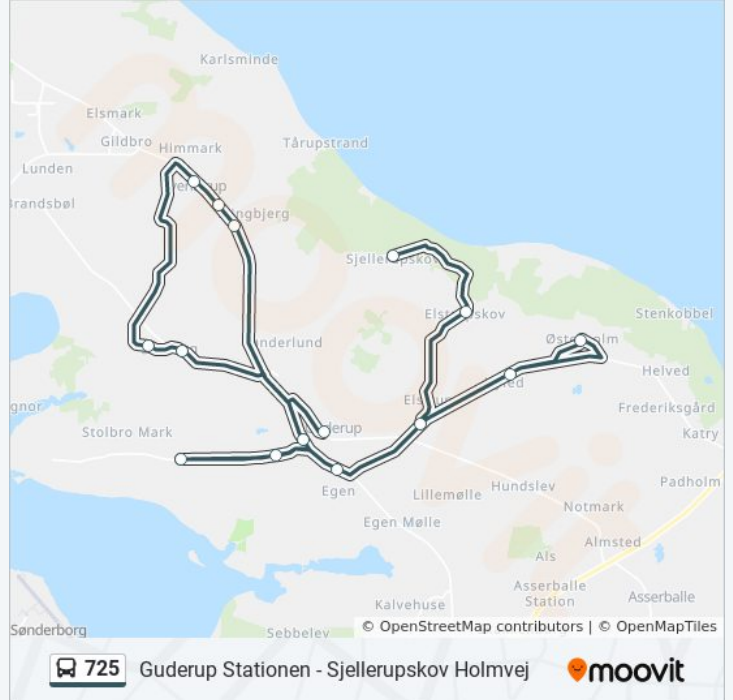 Karlsminde
Elsmark
Gildbro
Himmark
Tårupstrand
Lunden
Brandsbøl
Stenkobbel
Helved
Frederiksgård
Katry
Stolbro Mark
Egen
Lillemølle
Hundslev
Padholm
Notmark
Egen Mølle
Almsted
Als
Asserballe
Station
Asserballe
Kalvehuse
Sønderborg
Sebbelev
© OpenStreetMap contributors | © OpenMapTiles
725
Guderup Stationen - Sjellerupskov Holmvej
moovit